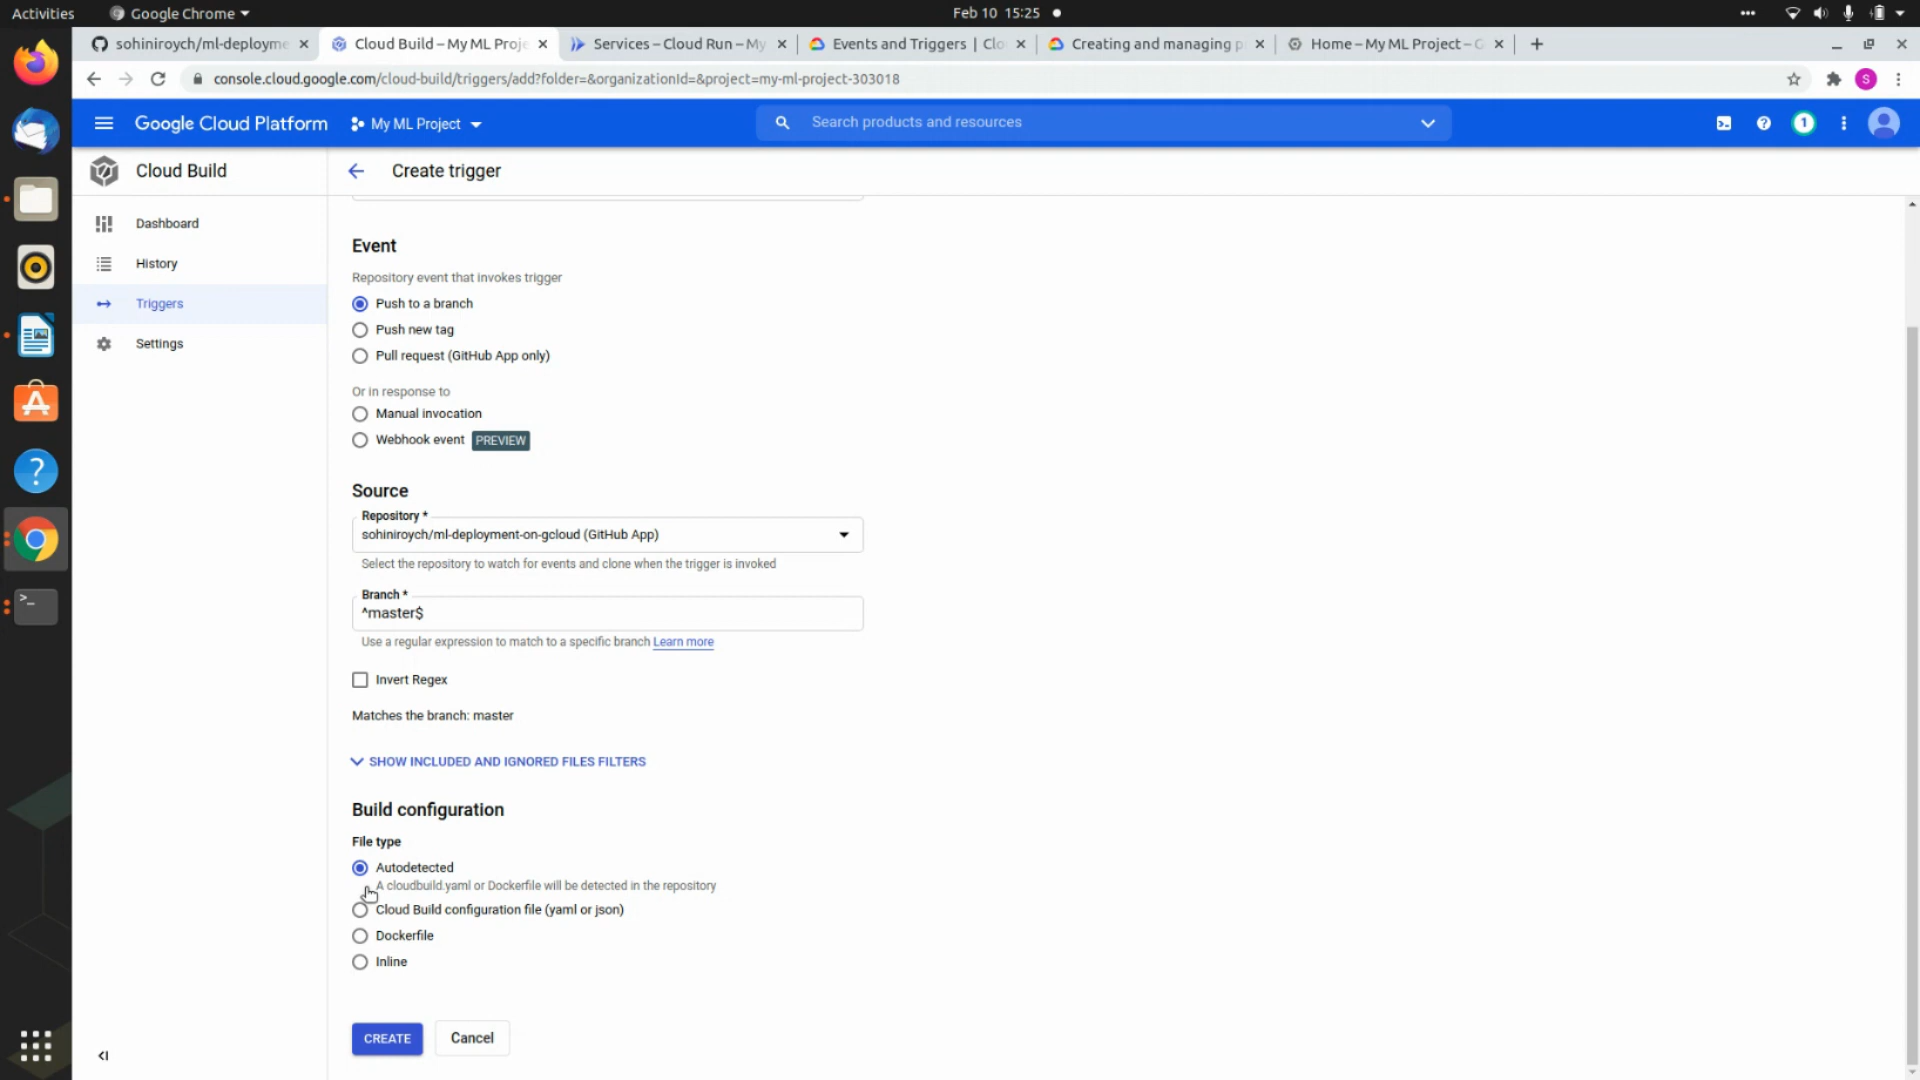 Activities
Google Chrome
Feb 10 15:25
sohiniroych/ml-deployme
Cloud Build – My ML Proje
Services – Cloud Run – My
Events and Triggers | Clo
Creating and managing p
Home – My ML Project – G
console.cloud.google.com/cloud-build/triggers/add?folder=&organizationId=&project=my-ml-project-303018
S
Google Cloud Platform
My ML Project
Search products and resources
1
Cloud Build
Create trigger
Dashboard
History
Triggers
Settings
Event
Repository event that invokes trigger
Push to a branch
Push new tag
Pull request (GitHub App only)
Or in response to
Manual invocation
Webhook event PREVIEW
Source
Repository *
sohiniroych/ml-deployment-on-gcloud (GitHub App)
Select the repository to watch for events and clone when the trigger is invoked
Branch *
^master$
Use a regular expression to match to a specific branch Learn more
Invert Regex
Matches the branch: master
SHOW INCLUDED AND IGNORED FILES FILTERS
Build configuration
File type
Autodetected
A cloudbuild.yaml or Dockerfile will be detected in the repository
Cloud Build configuration file (yaml or json)
Dockerfile
Inline
CREATE
Cancel